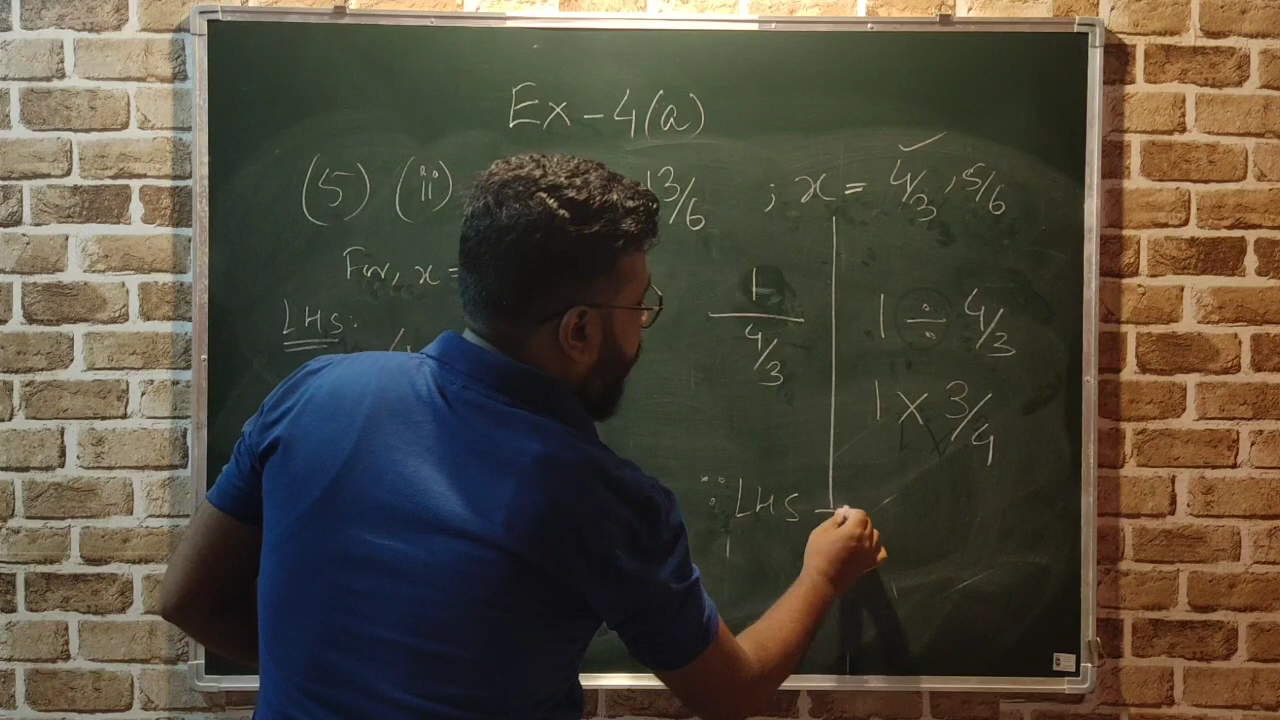 Ex - 4(a)
(5) (ii) 13/6 ; x = 4/3 , 5/6
For, x =
LHS:
1
4/3
1 ÷ 4/3
1 × 3/4
∴ LHS